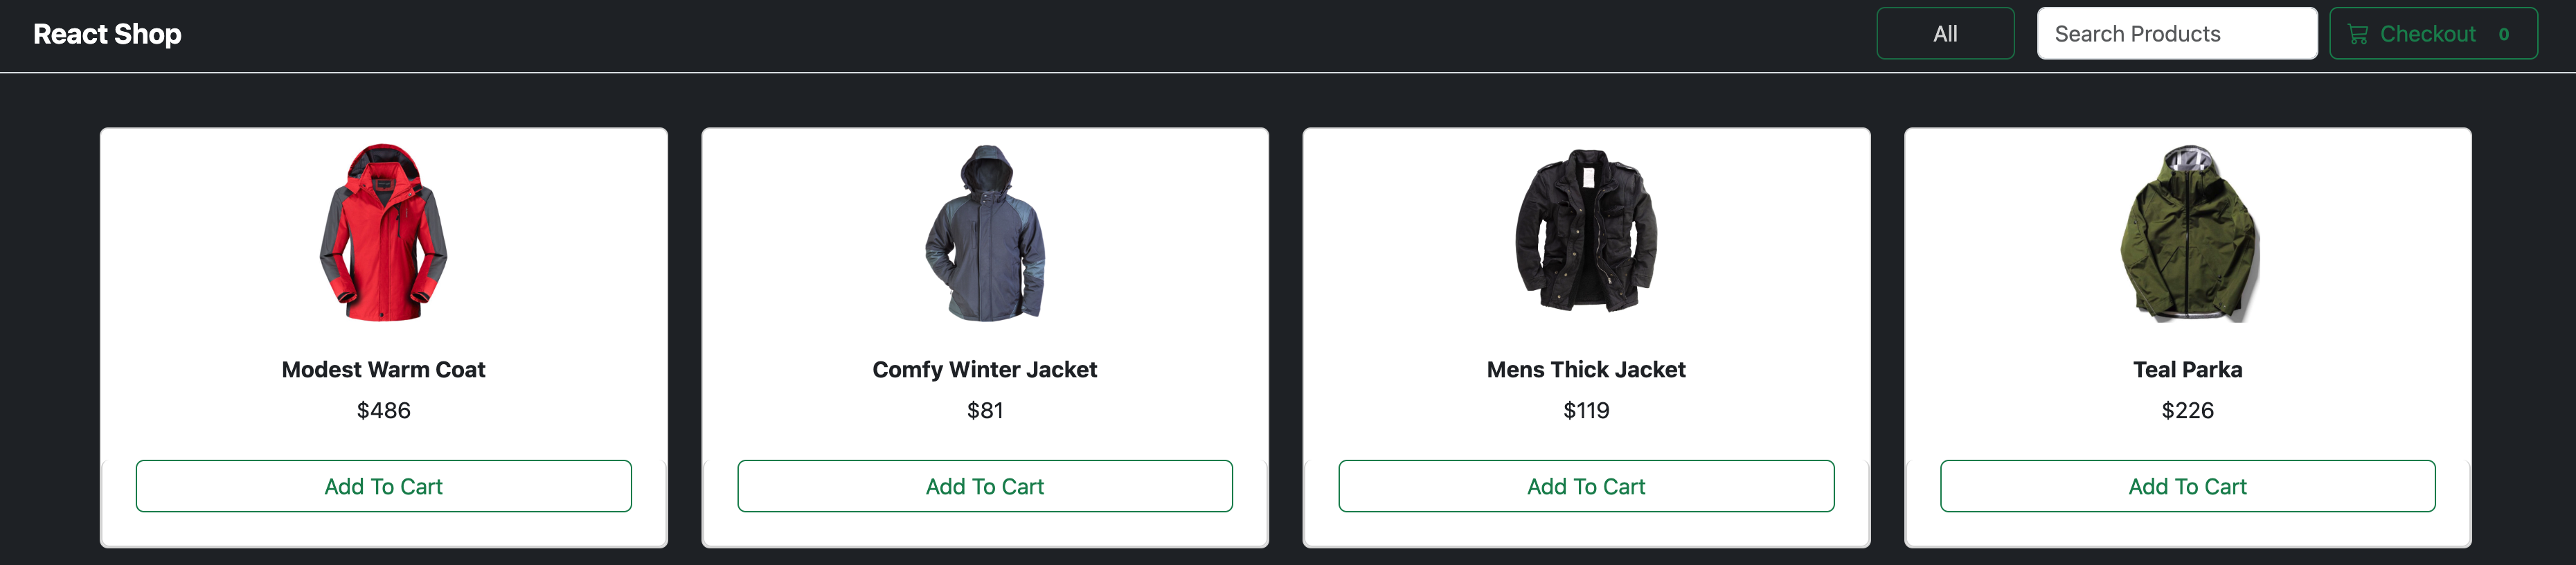 React Shop
All
Search Products
Checkout 0
Modest Warm Coat
$486
Add To Cart
Comfy Winter Jacket
$81
Add To Cart
Mens Thick Jacket
$119
Add To Cart
Teal Parka
$226
Add To Cart